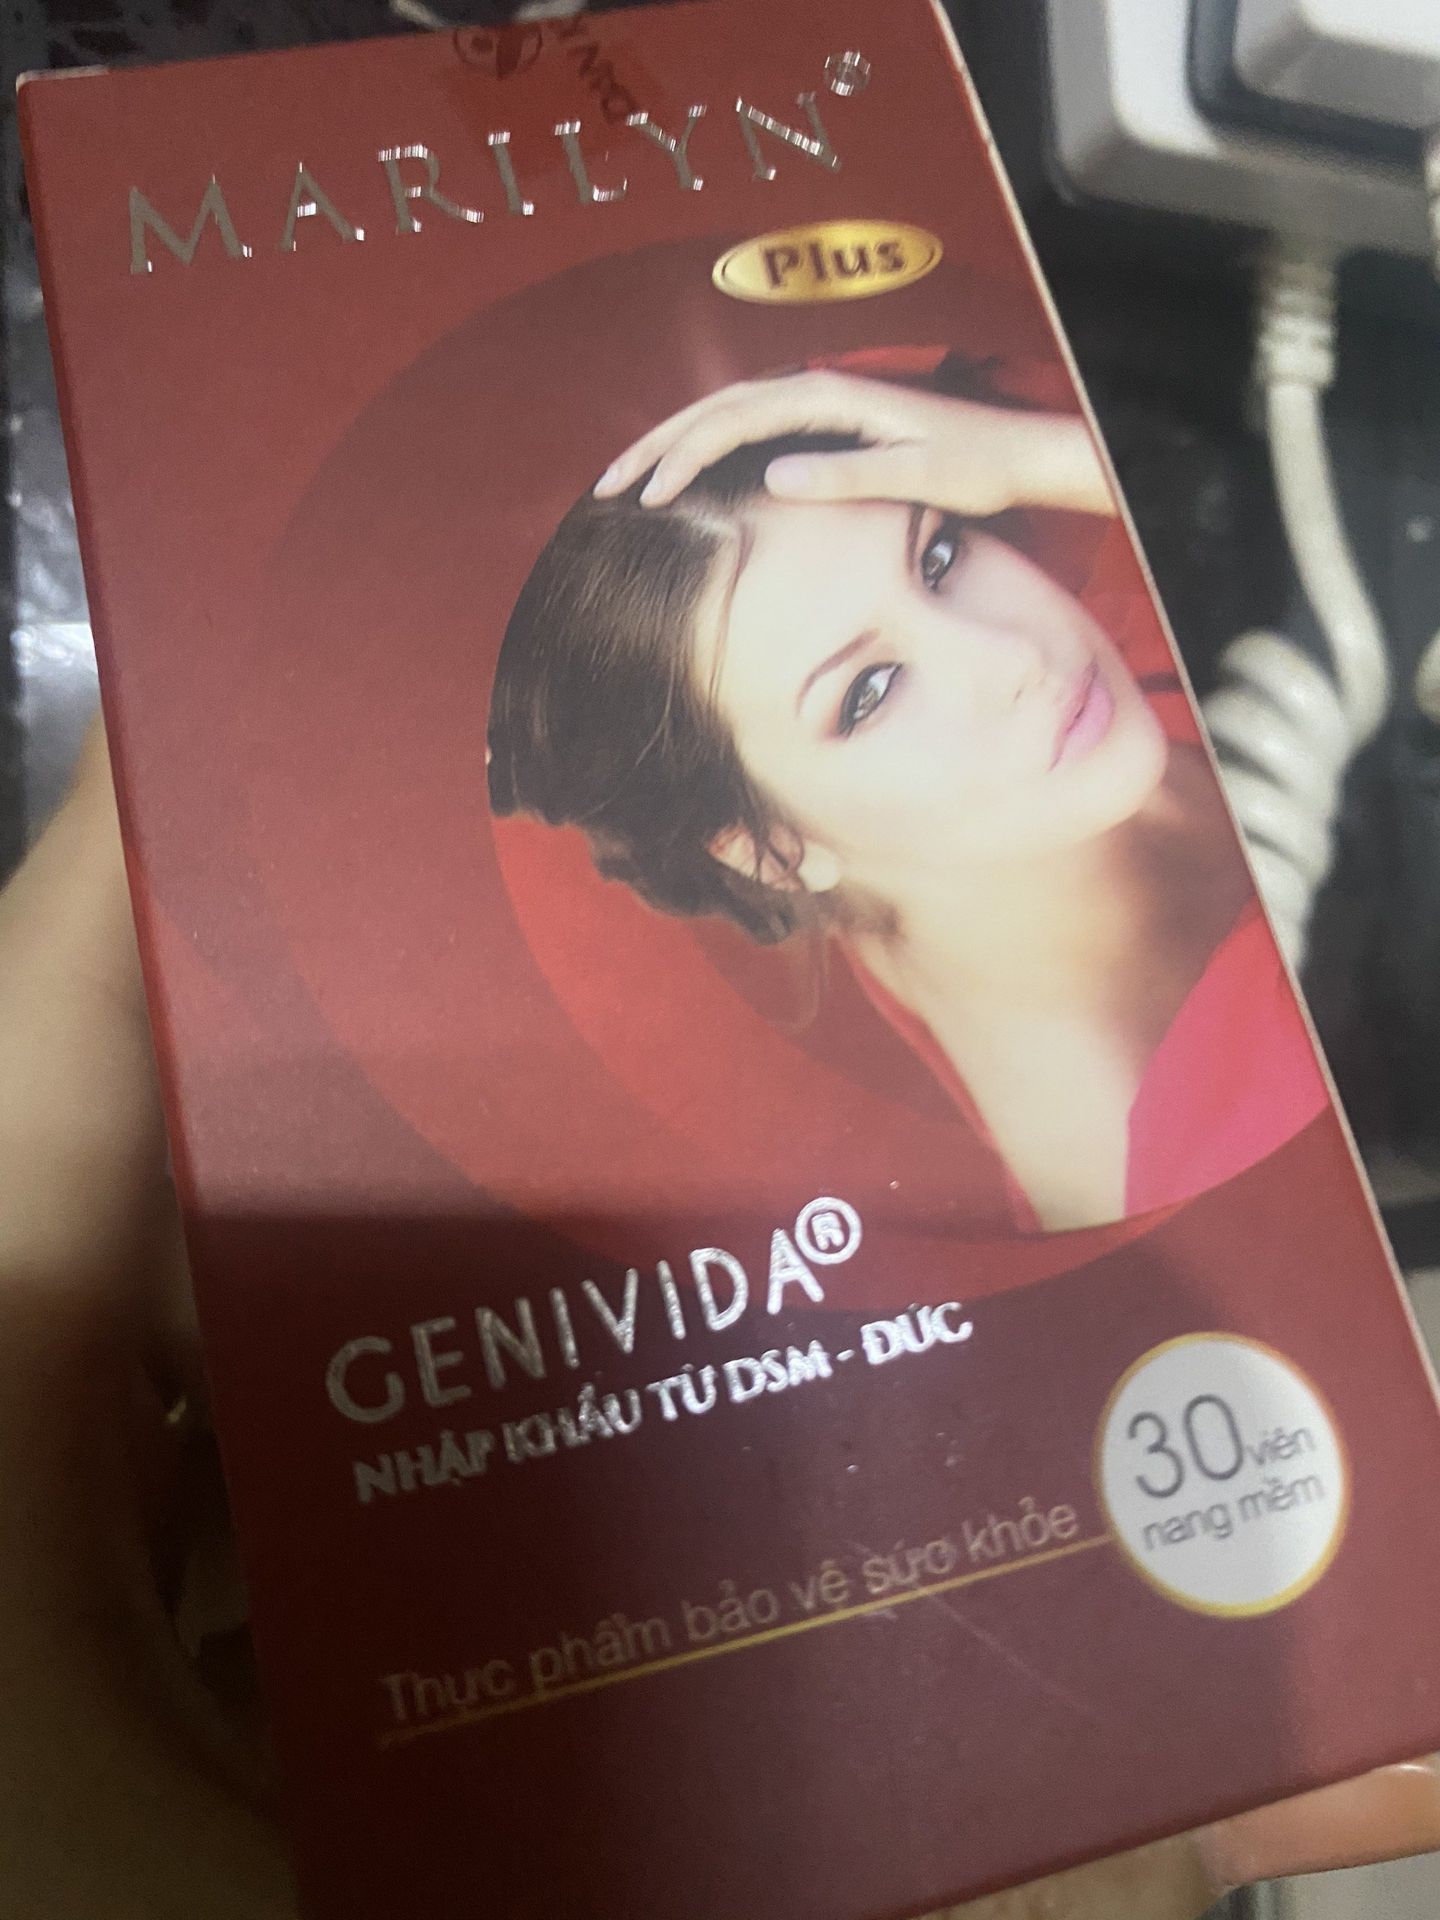 MARILYN®
Plus
GENIVIDA®
NHẬP KHẨU TỪ DSM - ĐỨC
30 viên
nang mềm
Thực phẩm bảo vệ sức khỏe